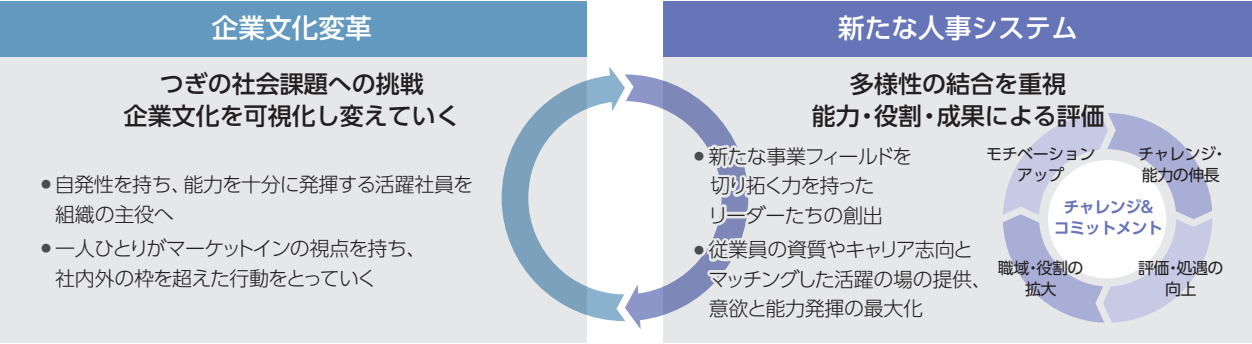 企業文化変革
つぎの社会課題への挑戦
企業文化を可視化し変えていく
●自発性を持ち、能力を十分に発揮する活躍社員を
組織の主役へ
●一人ひとりがマーケットインの視点を持ち、
社内外の枠を超えた行動をとっていく
新たな人事システム
多様性の結合を重視
能力・役割・成果による評価
●新たな事業フィールドを
切り拓く力を持った
リーダーたちの創出
●従業員の資質やキャリア志向と
マッチングした活躍の場の提供、
意欲と能力発揮の最大化
モチベーション
アップ
チャレンジ・
能力の伸長
チャレンジ&
コミットメント
職域・役割の
拡大
評価・処遇の
向上